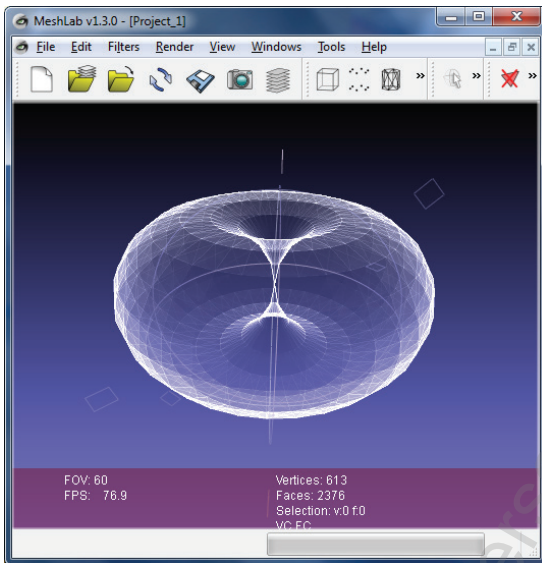 MeshLab v1.3.0 - [Project_1]
File Edit Filters Render View Windows Tools Help
FOV: 60
FPS: 76.9
Vertices: 613
Faces: 2376
Selection: v:0 f:0
VC FC